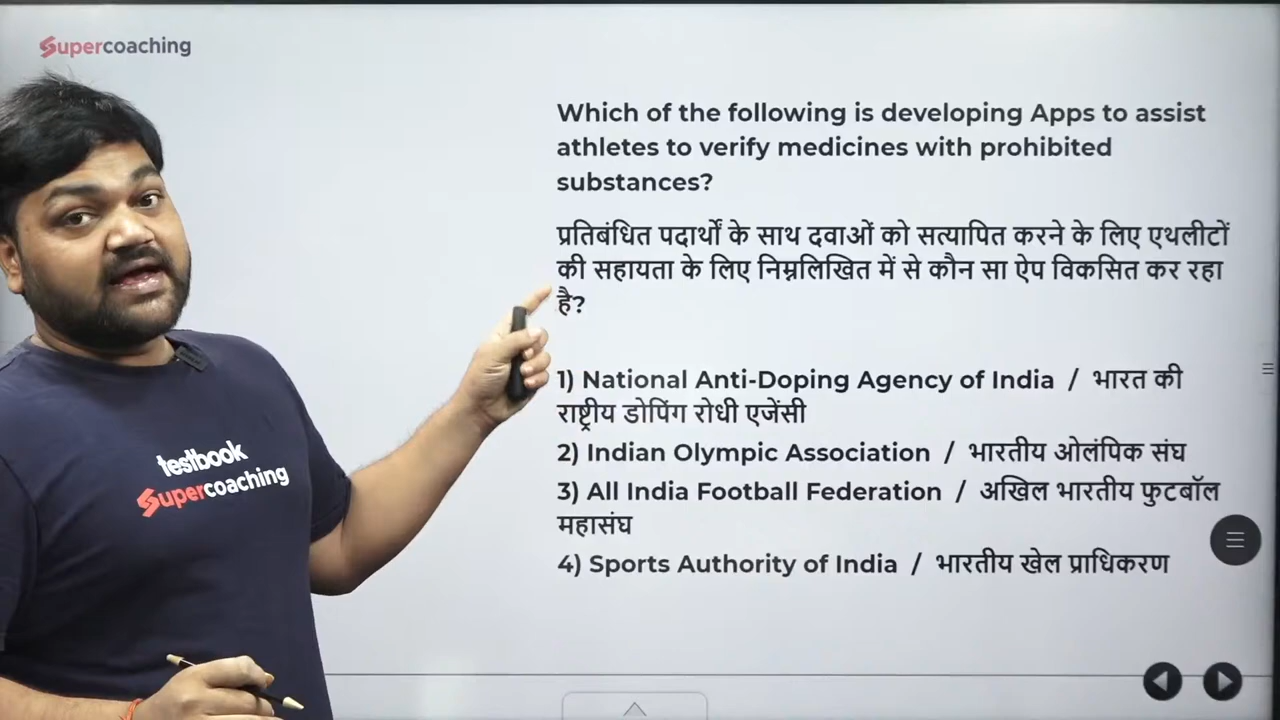 Supercoaching
Which of the following is developing Apps to assist
athletes to verify medicines with prohibited
substances?
प्रतिबंधित पदार्थों के साथ दवाओं को सत्यापित करने के लिए एथलीटों
की सहायता के लिए निम्नलिखित में से कौन सा ऐप विकसित कर रहा
है?
1) National Anti-Doping Agency of India / भारत की
राष्ट्रीय डोपिंग रोधी एजेंसी
2) Indian Olympic Association / भारतीय ओलंपिक संघ
3) All India Football Federation / अखिल भारतीय फुटबॉल
महासंघ
4) Sports Authority of India / भारतीय खेल प्राधिकरण
testbook
Supercoaching